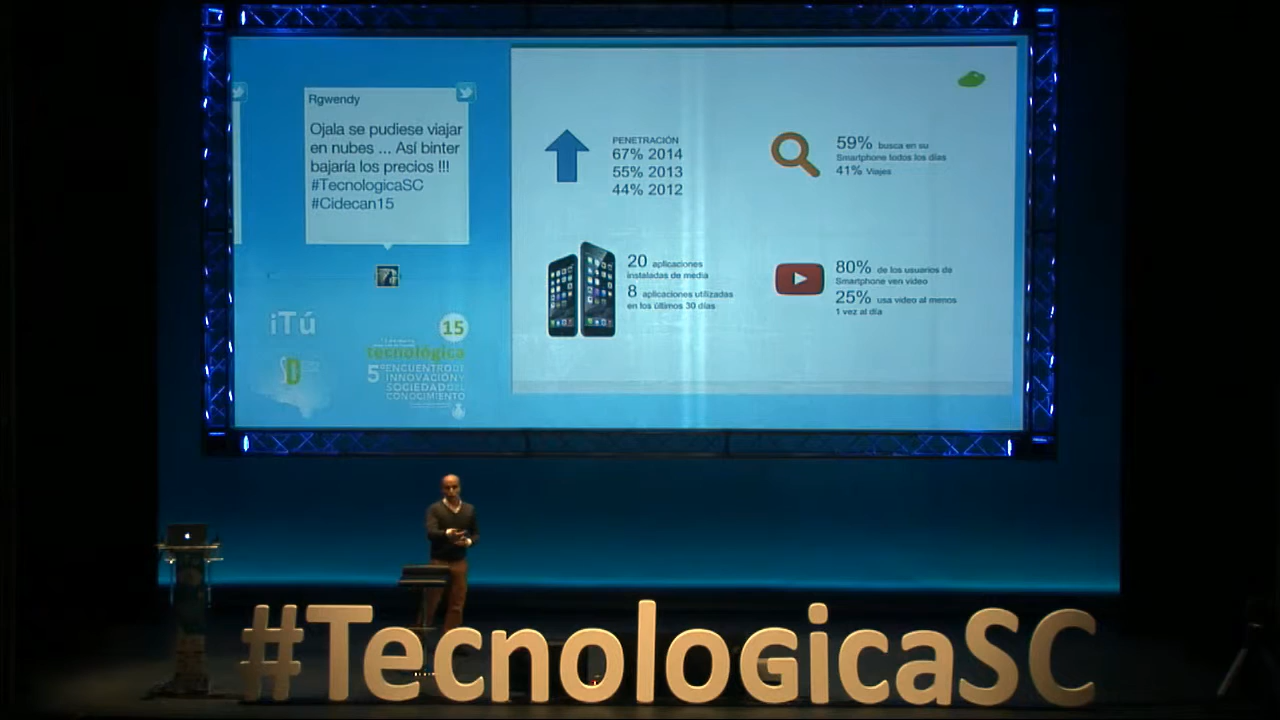 Rgwendy
Ojala se pudiese viajar
en nubes ... Así binter
bajaría los precios !!!
#TecnologicaSC
#Cidecan15
iTú
15
tecnológica
5º ENCUENTRO DE
INNOVACIÓN Y
SOCIEDAD DEL
CONOCIMIENTO
PENETRACIÓN
67% 2014
55% 2013
44% 2012
59% busca en su
Smartphone todos los días
41% Viajes
20 aplicaciones
instaladas de media
8 aplicaciones utilizadas
en los últimos 30 días
80% de los usuarios de
Smartphone ven video
25% usa video al menos
1 vez al día
#TecnologicaSC